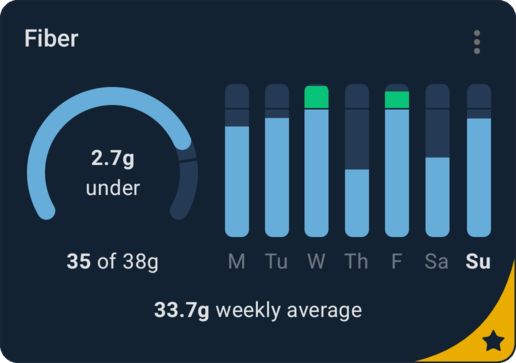 Fiber
2.7g
under
35 of 38g
M Tu W Th F Sa Su
33.7g weekly average